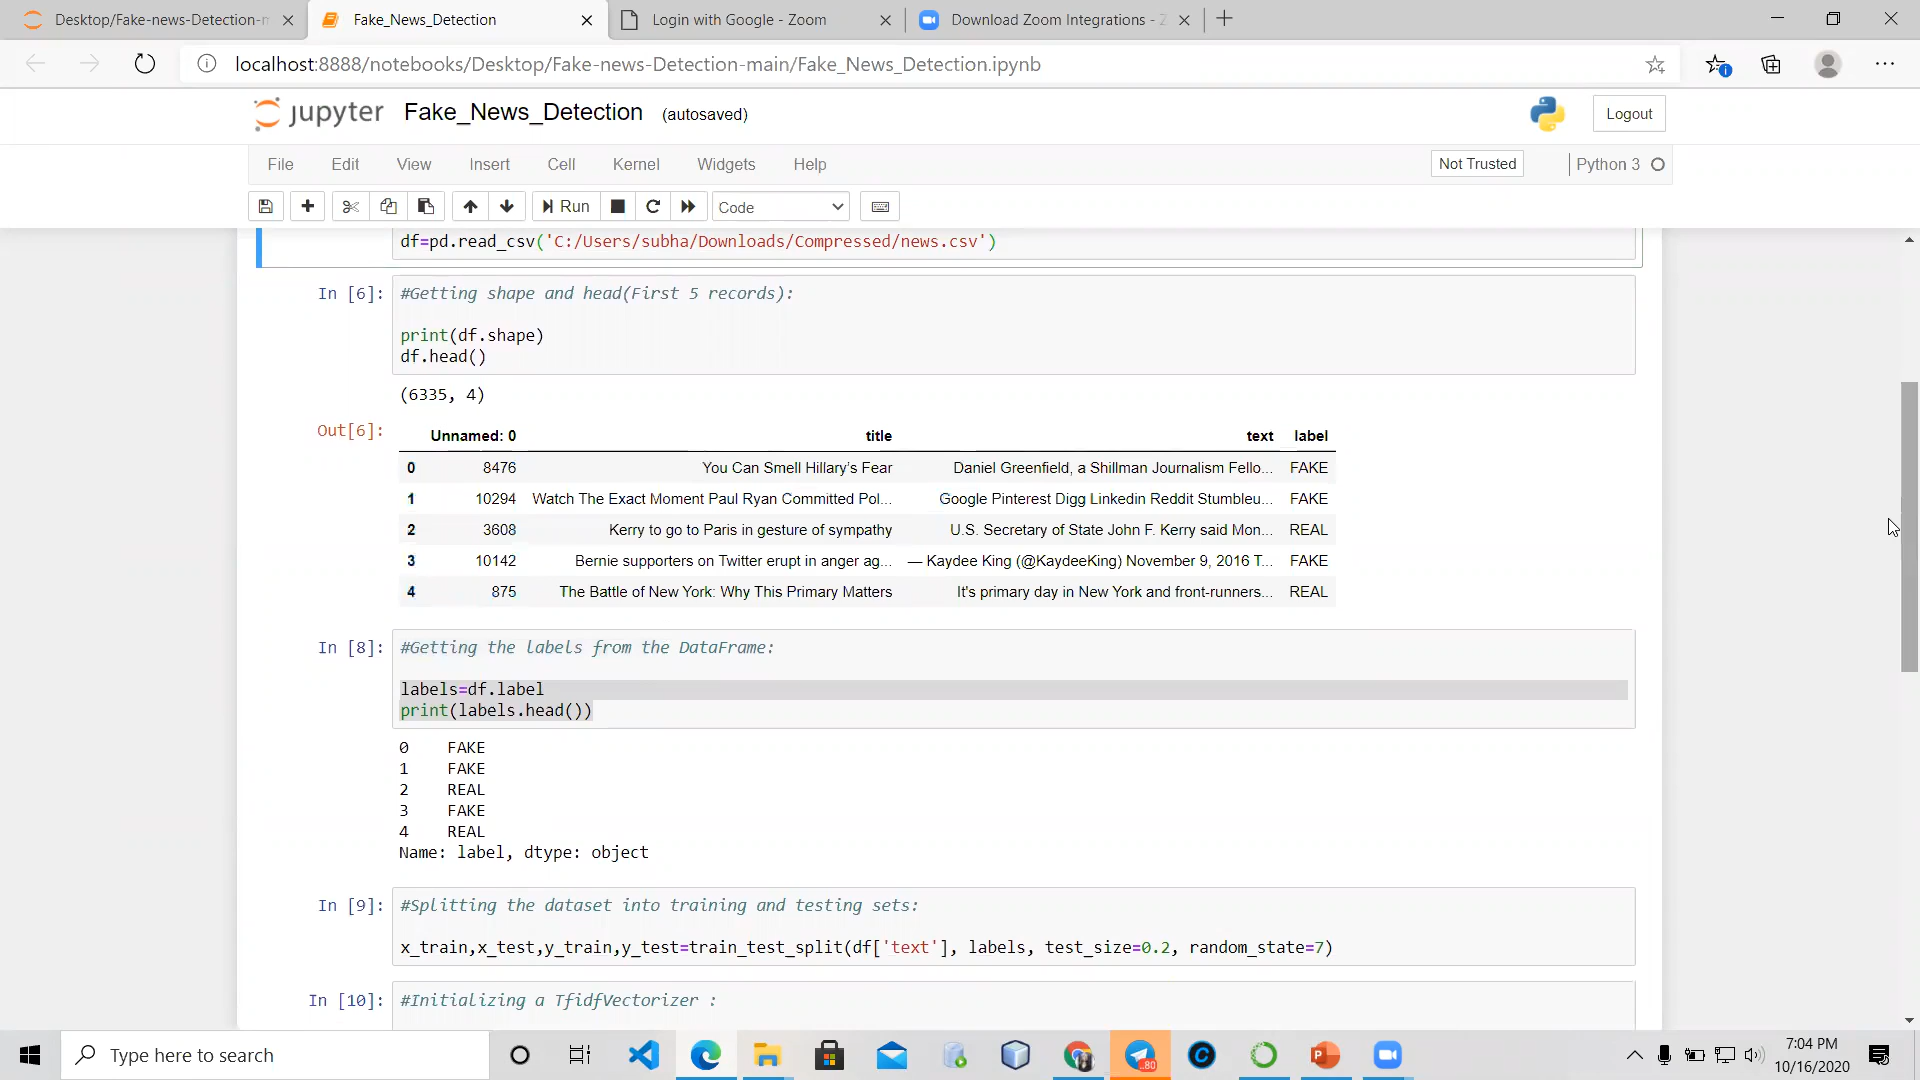 Desktop/Fake-news-Detection-m
Fake_News_Detection
Login with Google - Zoom
Download Zoom Integrations - Z
localhost:8888/notebooks/Desktop/Fake-news-Detection-main/Fake_News_Detection.ipynb
jupyter Fake_News_Detection (autosaved)
Logout
File Edit View Insert Cell Kernel Widgets Help
Not Trusted
Python 3
Run
Code
df=pd.read_csv('C:/Users/subha/Downloads/Compressed/news.csv')
In [6]: #Getting shape and head(First 5 records):
print(df.shape)
df.head()
(6335, 4)
Out[6]:
Unnamed: 0 title text label
0 8476 You Can Smell Hillary’s Fear Daniel Greenfield, a Shillman Journalism Fello... FAKE
1 10294 Watch The Exact Moment Paul Ryan Committed Pol... Google Pinterest Digg Linkedin Reddit Stumbleu... FAKE
2 3608 Kerry to go to Paris in gesture of sympathy U.S. Secretary of State John F. Kerry said Mon... REAL
3 10142 Bernie supporters on Twitter erupt in anger ag... — Kaydee King (@KaydeeKing) November 9, 2016 T... FAKE
4 875 The Battle of New York: Why This Primary Matters It's primary day in New York and front-runners... REAL
In [8]: #Getting the labels from the DataFrame:
labels=df.label
print(labels.head())
0 FAKE
1 FAKE
2 REAL
3 FAKE
4 REAL
Name: label, dtype: object
In [9]: #Splitting the dataset into training and testing sets:
x_train,x_test,y_train,y_test=train_test_split(df['text'], labels, test_size=0.2, random_state=7)
In [10]: #Initializing a TfidfVectorizer :
Type here to search
80
7:04 PM
10/16/2020